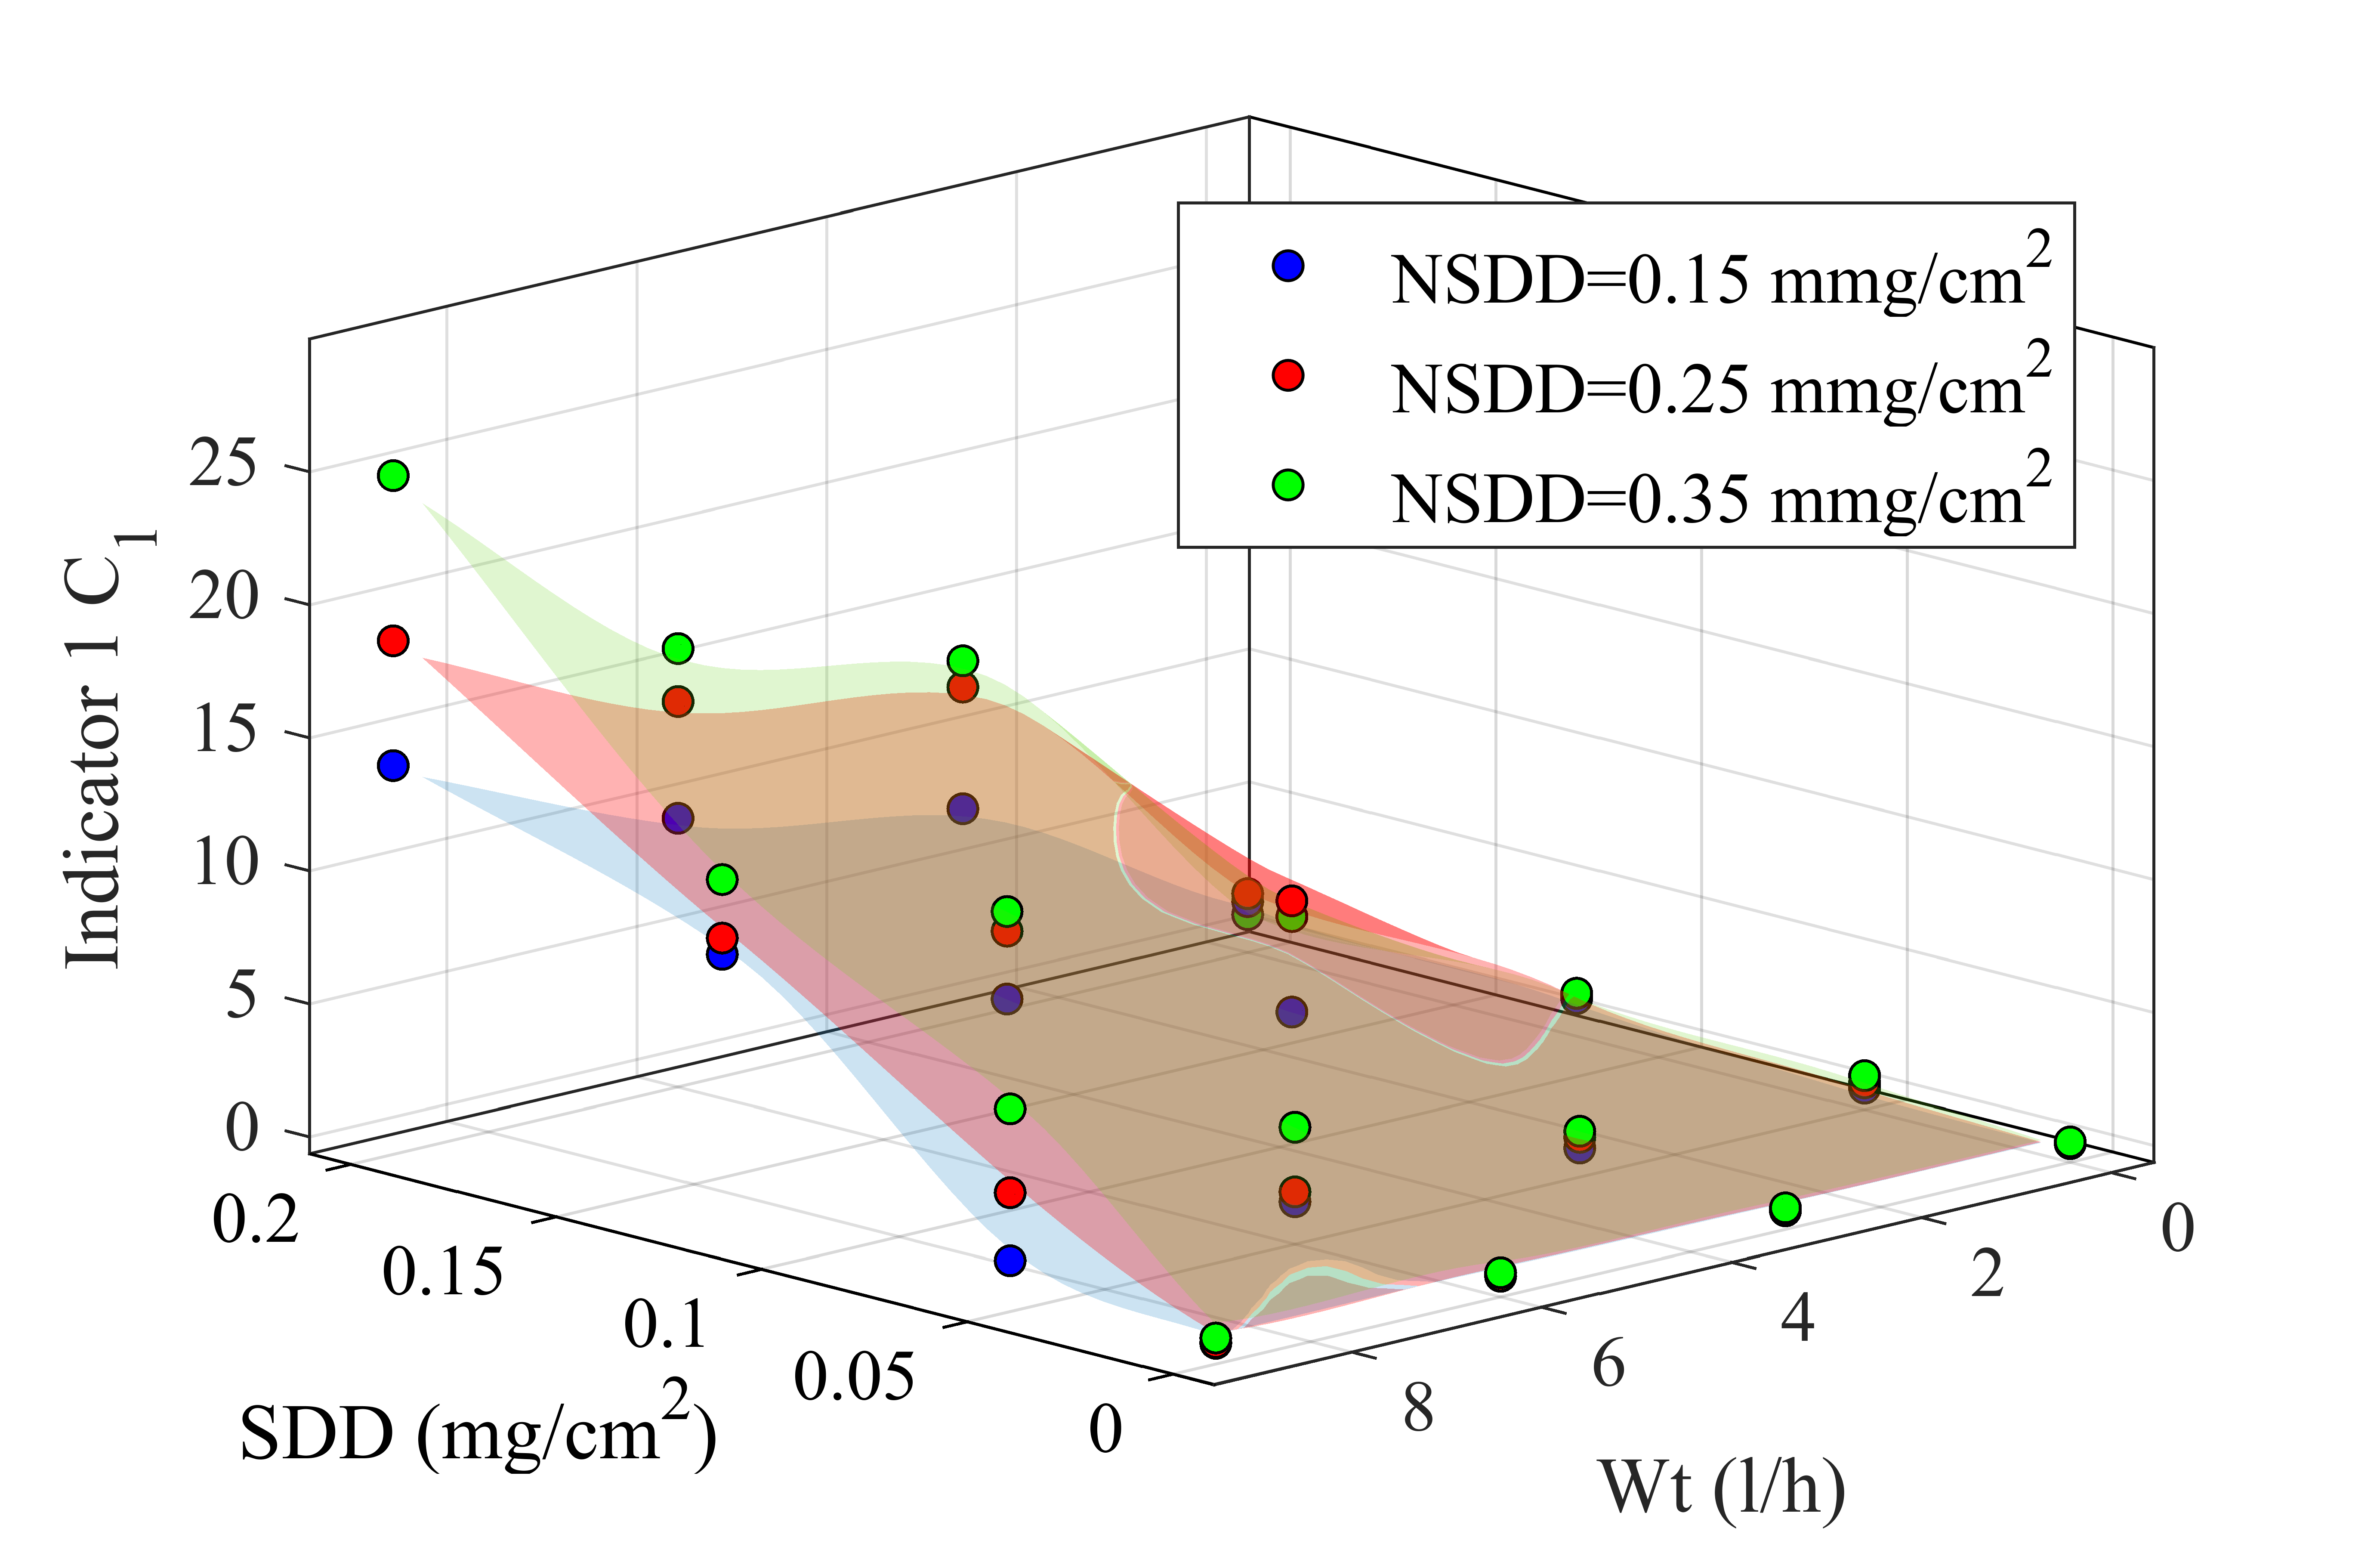 NSDD=0.15 mmg/cm²
NSDD=0.25 mmg/cm²
NSDD=0.35 mmg/cm²
Indicator 1 C₁
25
20
15
10
5
0
0.2
0.15
0.1
0.05
0
SDD (mg/cm²)
8
6
4
2
0
Wt (l/h)